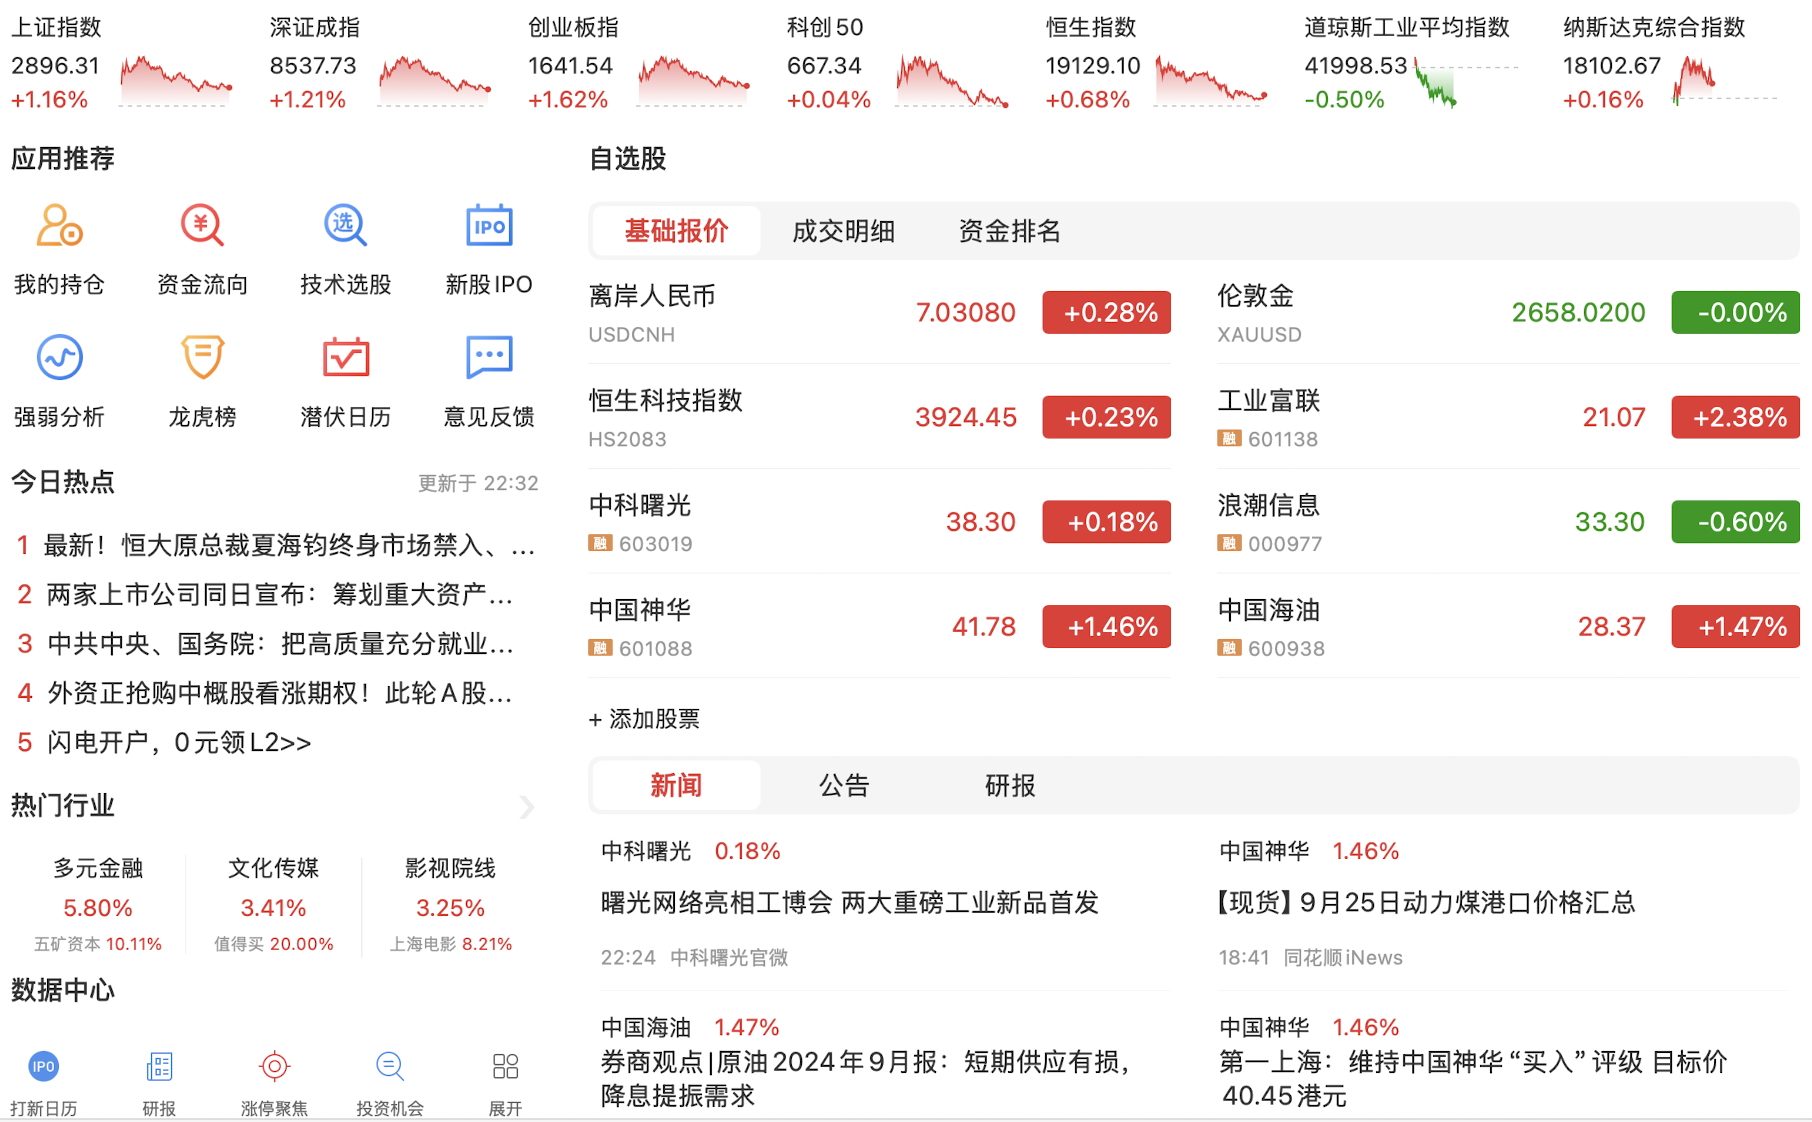 上证指数
2896.31
+1.16%
深证成指
8537.73
+1.21%
创业板指
1641.54
+1.62%
科创50
667.34
+0.04%
恒生指数
19129.10
+0.68%
道琼斯工业平均指数
41998.53
-0.50%
纳斯达克综合指数
18102.67
+0.16%
应用推荐
¥
选
IPO
我的持仓
资金流向
技术选股
新股IPO
强弱分析
龙虎榜
潜伏日历
意见反馈
今日热点
更新于 22:32
1 最新！恒大原总裁夏海钧终身市场禁入、...
2 两家上市公司同日宣布：筹划重大资产...
3 中共中央、国务院：把高质量充分就业...
4 外资正抢购中概股看涨期权！此轮A股...
5 闪电开户，0元领L2>>
热门行业
多元金融
5.80%
五矿资本 10.11%
文化传媒
3.41%
值得买 20.00%
影视院线
3.25%
上海电影 8.21%
数据中心
IPO
打新日历
研报
涨停聚焦
投资机会
展开
自选股
基础报价
成交明细
资金排名
离岸人民币
USDCNH
7.03080
+0.28%
伦敦金
XAUUSD
2658.0200
-0.00%
恒生科技指数
HS2083
3924.45
+0.23%
工业富联
融 601138
21.07
+2.38%
中科曙光
融 603019
38.30
+0.18%
浪潮信息
融 000977
33.30
-0.60%
中国神华
融 601088
41.78
+1.46%
中国海油
融 600938
28.37
+1.47%
+ 添加股票
新闻
公告
研报
中科曙光 0.18%
曙光网络亮相工博会 两大重磅工业新品首发
22:24 中科曙光官微
中国神华 1.46%
【现货】9月25日动力煤港口价格汇总
18:41 同花顺iNews
中国海油 1.47%
券商观点|原油2024年9月报：短期供应有损，
降息提振需求
中国神华 1.46%
第一上海：维持中国神华“买入”评级 目标价
40.45港元